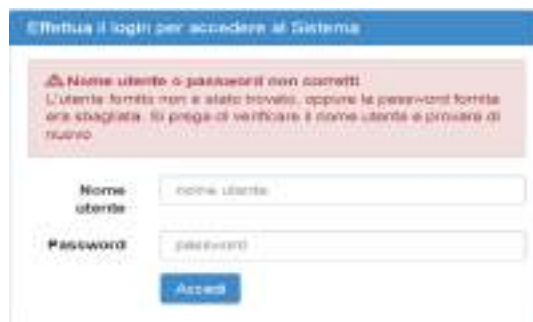 Effettua il login per accedere al Sistema
Nome utente o password non corretti
L'utente fornito non è stato trovato, oppure la password fornita
era sbagliata. Si prega di verificare il nome utente e provare di
nuovo
Nome
utente
nome utente
Password
password
Accedi